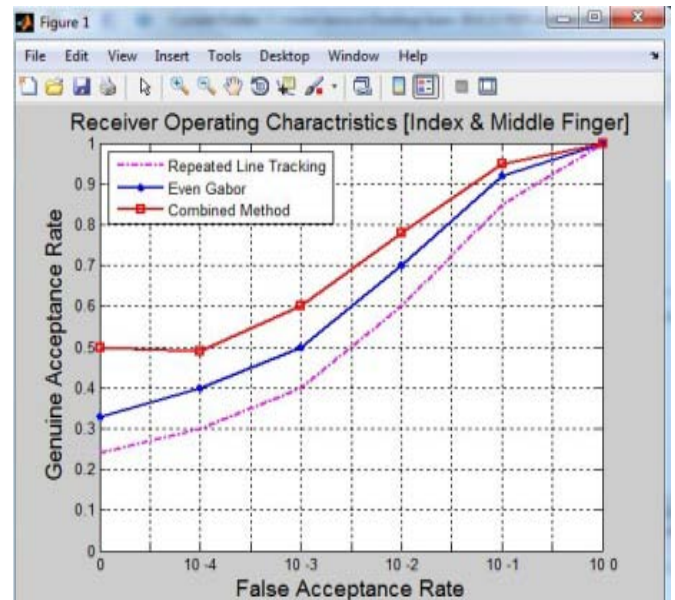 Figure 1
File Edit View Insert Tools Desktop Window Help
Receiver Operating Charactristics [Index & Middle Finger]
Repeated Line Tracking
Even Gabor
Combined Method
Genuine Acceptance Rate
1
0.9
0.8
0.7
0.6
0.5
0.4
0.3
0.2
0.1
0
0 10 -4 10 -3 10 -2 10 -1 10 0
False Acceptance Rate